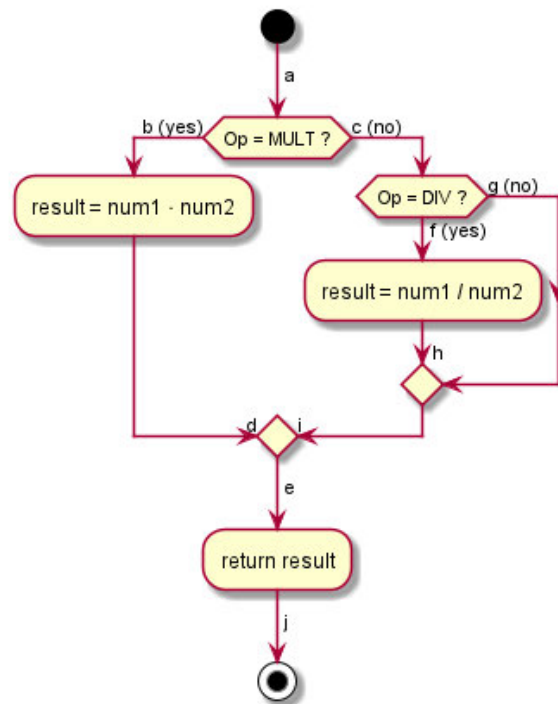 a
b (yes)
Op = MULT ?
c (no)
result = num1 · num2
Op = DIV ?
g (no)
f (yes)
result = num1 / num2
h
d
i
e
return result
j